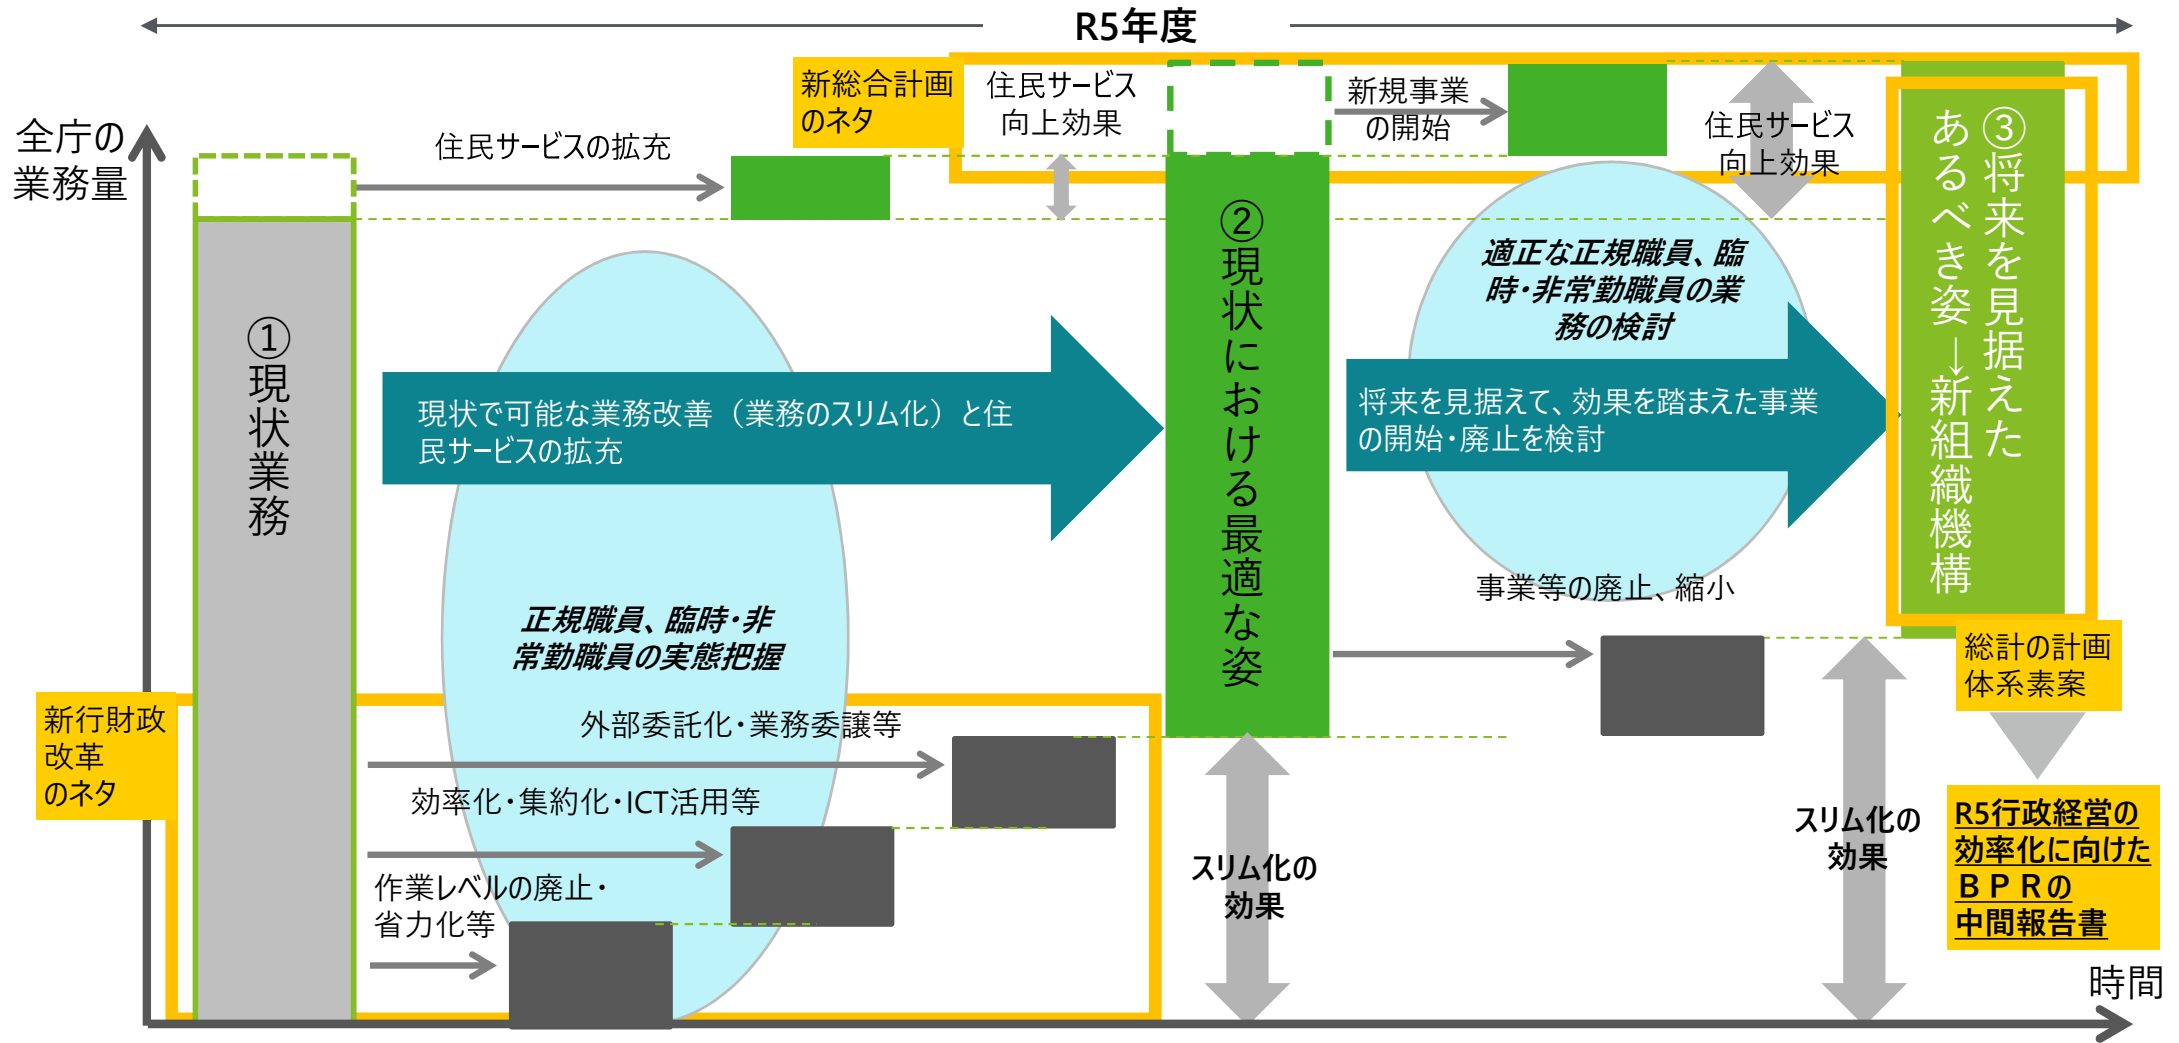 R5年度
全庁の
業務量
住民サービスの拡充
新総合計画
のネタ
住民サービス
向上効果
新規事業
の開始
住民サービス
向上効果
①現状業務
現状で可能な業務改善（業務のスリム化）と住
民サービスの拡充
正規職員、臨時・非
常勤職員の実態把握
②現状における最適な姿
適正な正規職員、臨
時・非常勤職員の業
務の検討
将来を見据えて、効果を踏まえた事業
の開始・廃止を検討
③将来を見据えた
あるべき姿→新組織機構
事業等の廃止、縮小
新行財政
改革
のネタ
外部委託化・業務委譲等
効率化・集約化・ICT活用等
作業レベルの廃止・
省力化等
スリム化の
効果
スリム化の
効果
総計の計画
体系素案
R5行政経営の
効率化に向けた
ＢＰＲの
中間報告書
時間